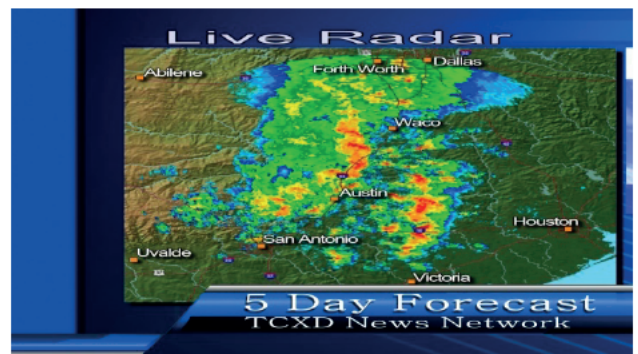 Live Radar
Dallas
Forth Worth
Abilene
Waco
Austin
Houston
San Antonio
Uvalde
Victoria
5 Day Forecast
TCXD News Network